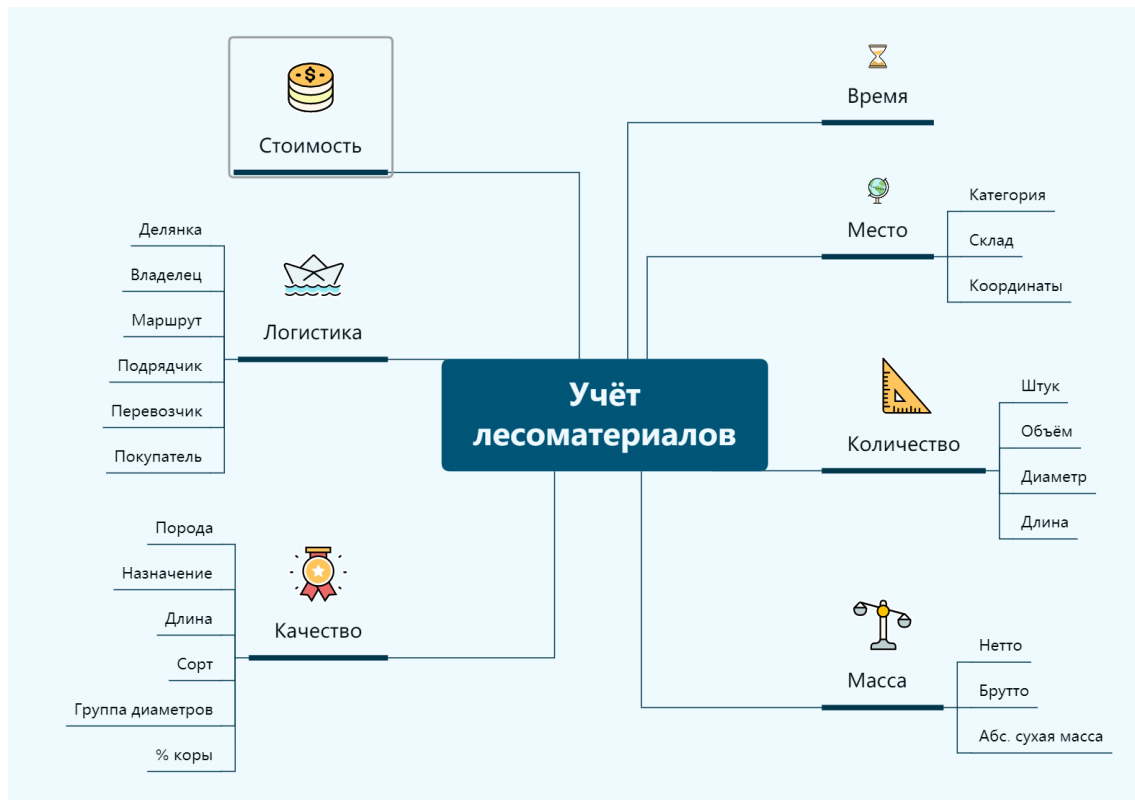 Учёт
лесоматериалов
Время
Место
Категория
Склад
Координаты
Количество
Штук
Объём
Диаметр
Длина
Масса
Нетто
Брутто
Абс. сухая масса
Стоимость
Логистика
Делянка
Владелец
Маршрут
Подрядчик
Перевозчик
Покупатель
Качество
Порода
Назначение
Длина
Сорт
Группа диаметров
% коры